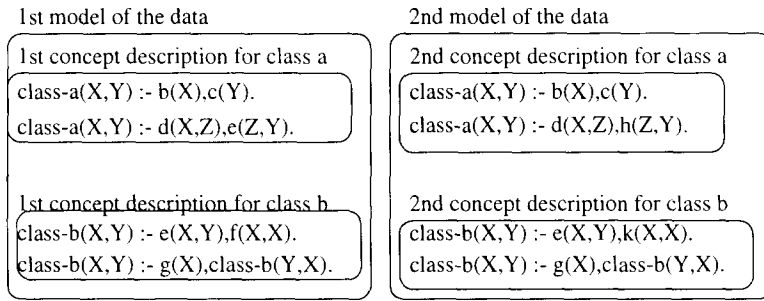 1st model of the data
1st concept description for class a
class-a(X,Y) :- b(X),c(Y).
class-a(X,Y) :- d(X,Z),e(Z,Y).
1st concept description for class b
class-b(X,Y) :- e(X,Y),f(X,X).
class-b(X,Y) :- g(X),class-b(Y,X).
2nd model of the data
2nd concept description for class a
class-a(X,Y) :- b(X),c(Y).
class-a(X,Y) :- d(X,Z),h(Z,Y).
2nd concept description for class b
class-b(X,Y) :- e(X,Y),k(X,X).
class-b(X,Y) :- g(X),class-b(Y,X).